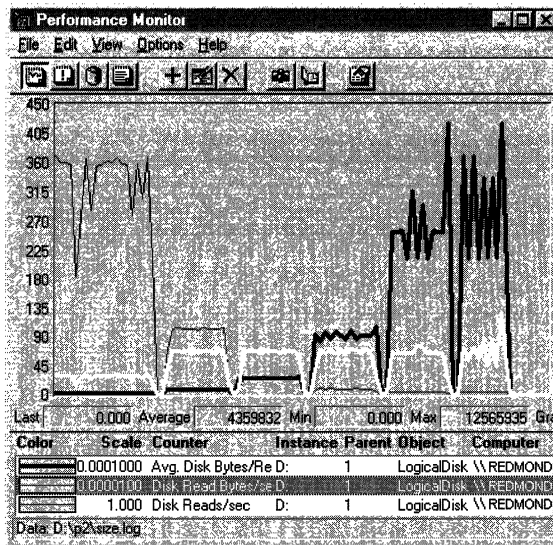 Performance Monitor
File Edit View Options Help
450
405
360
315
270
225
180
135
90
45
0
Last 0.000 Average 4359832 Min 0.000 Max 12565935 Gra
Color Scale Counter Instance Parent Object Computer
0.0001000 Avg. Disk Bytes/Re D: 1 LogicalDisk \\REDMOND
0.0000100 Disk Read Bytes/se D: 1 LogicalDisk \\REDMOND
1.000 Disk Reads/sec D: 1 LogicalDisk \\REDMOND
Data: D:\p2\size.log